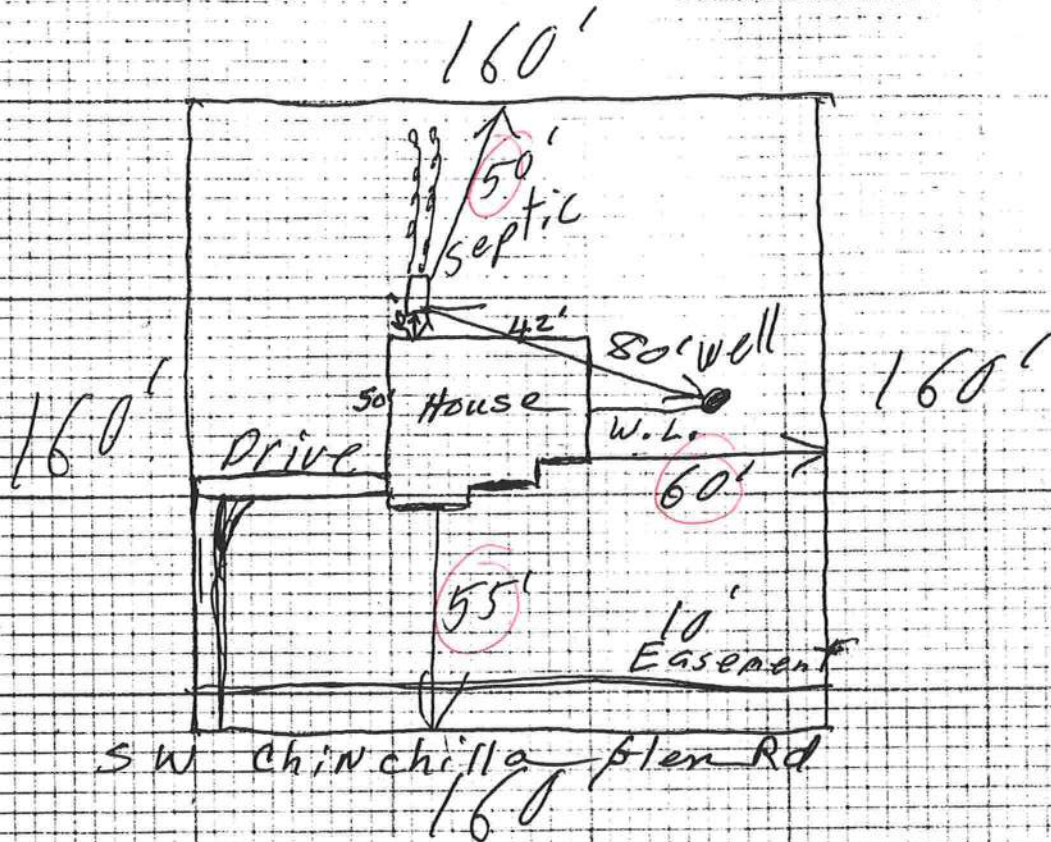 160'
50'
septic
42'
80' well
160'
50'
House
160'
W.L.
Drive
60'
55'
10'
Easement
SW Chinchilla Glen Rd
160